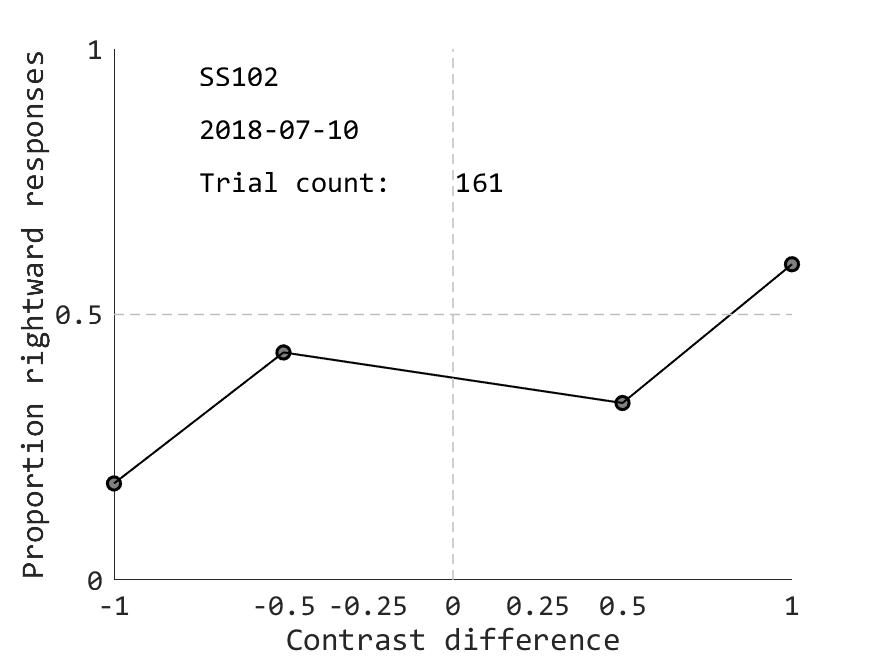 1
SS102
2018-07-10
Trial count: 161
Proportion rightward responses
0.5
0
-1 -0.5 -0.25 0 0.25 0.5 1
Contrast difference